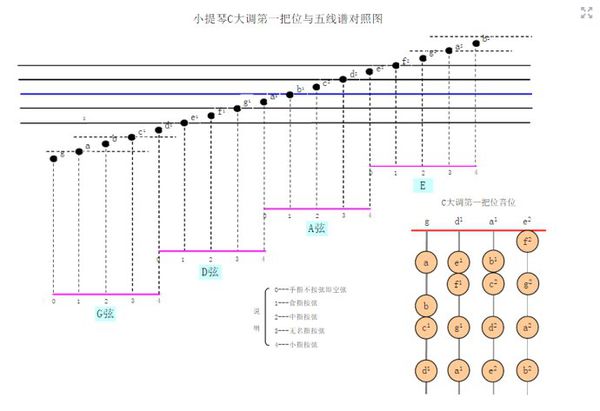 小提琴C大调第一把位与五线谱对照图
g a b c¹ d¹ e¹ f¹ g¹ a¹ b¹ c² d² e² f² g² a² b²
0 1 2 3 4
E
0 1 2 3 4
A弦
0 1 2 3 4
D弦
0 1 2 3 4
G弦
说明
0---手指不按弦即空弦
1---食指按弦
2---中指按弦
3---无名指按弦
4---小指按弦
C大调第一把位音位
g d¹ a¹ e²
f²
a e¹ b¹
f¹ c² g²
b
c¹ g¹ d² a²
d¹ a¹ e² b²